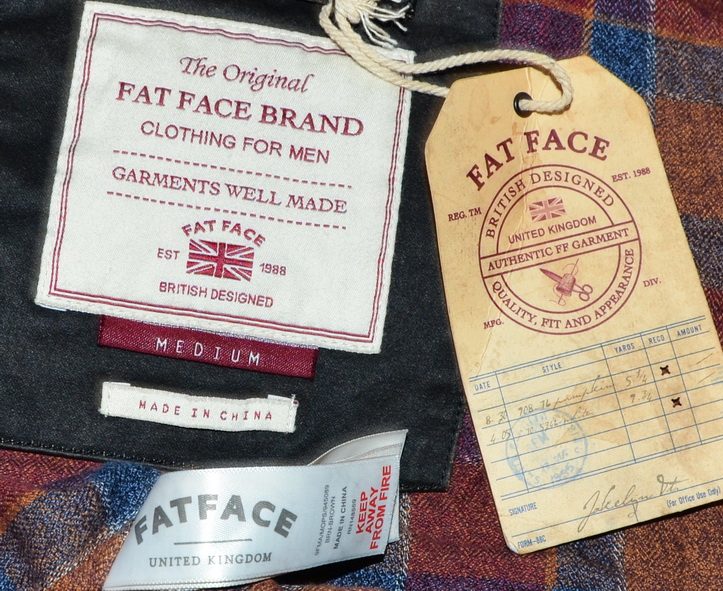 The Original
FAT FACE BRAND
CLOTHING FOR MEN
GARMENTS WELL MADE
FAT FACE
EST 1988
BRITISH DESIGNED
MEDIUM
MADE IN CHINA
FATFACE
UNITED KINGDOM
MADE IN CHINA
KEEP
AWAY
FROM FIRE
FAT FACE
EST. 1988
REG. TM
BRITISH DESIGNED
UNITED KINGDOM
AUTHENTIC FF GARMENT
QUALITY, FIT AND APPEARANCE
MFG.
DIV.
DATE STYLE YARDS RECD AMOUNT
SIGNATURE
(For Office Use Only)
FORM-88C